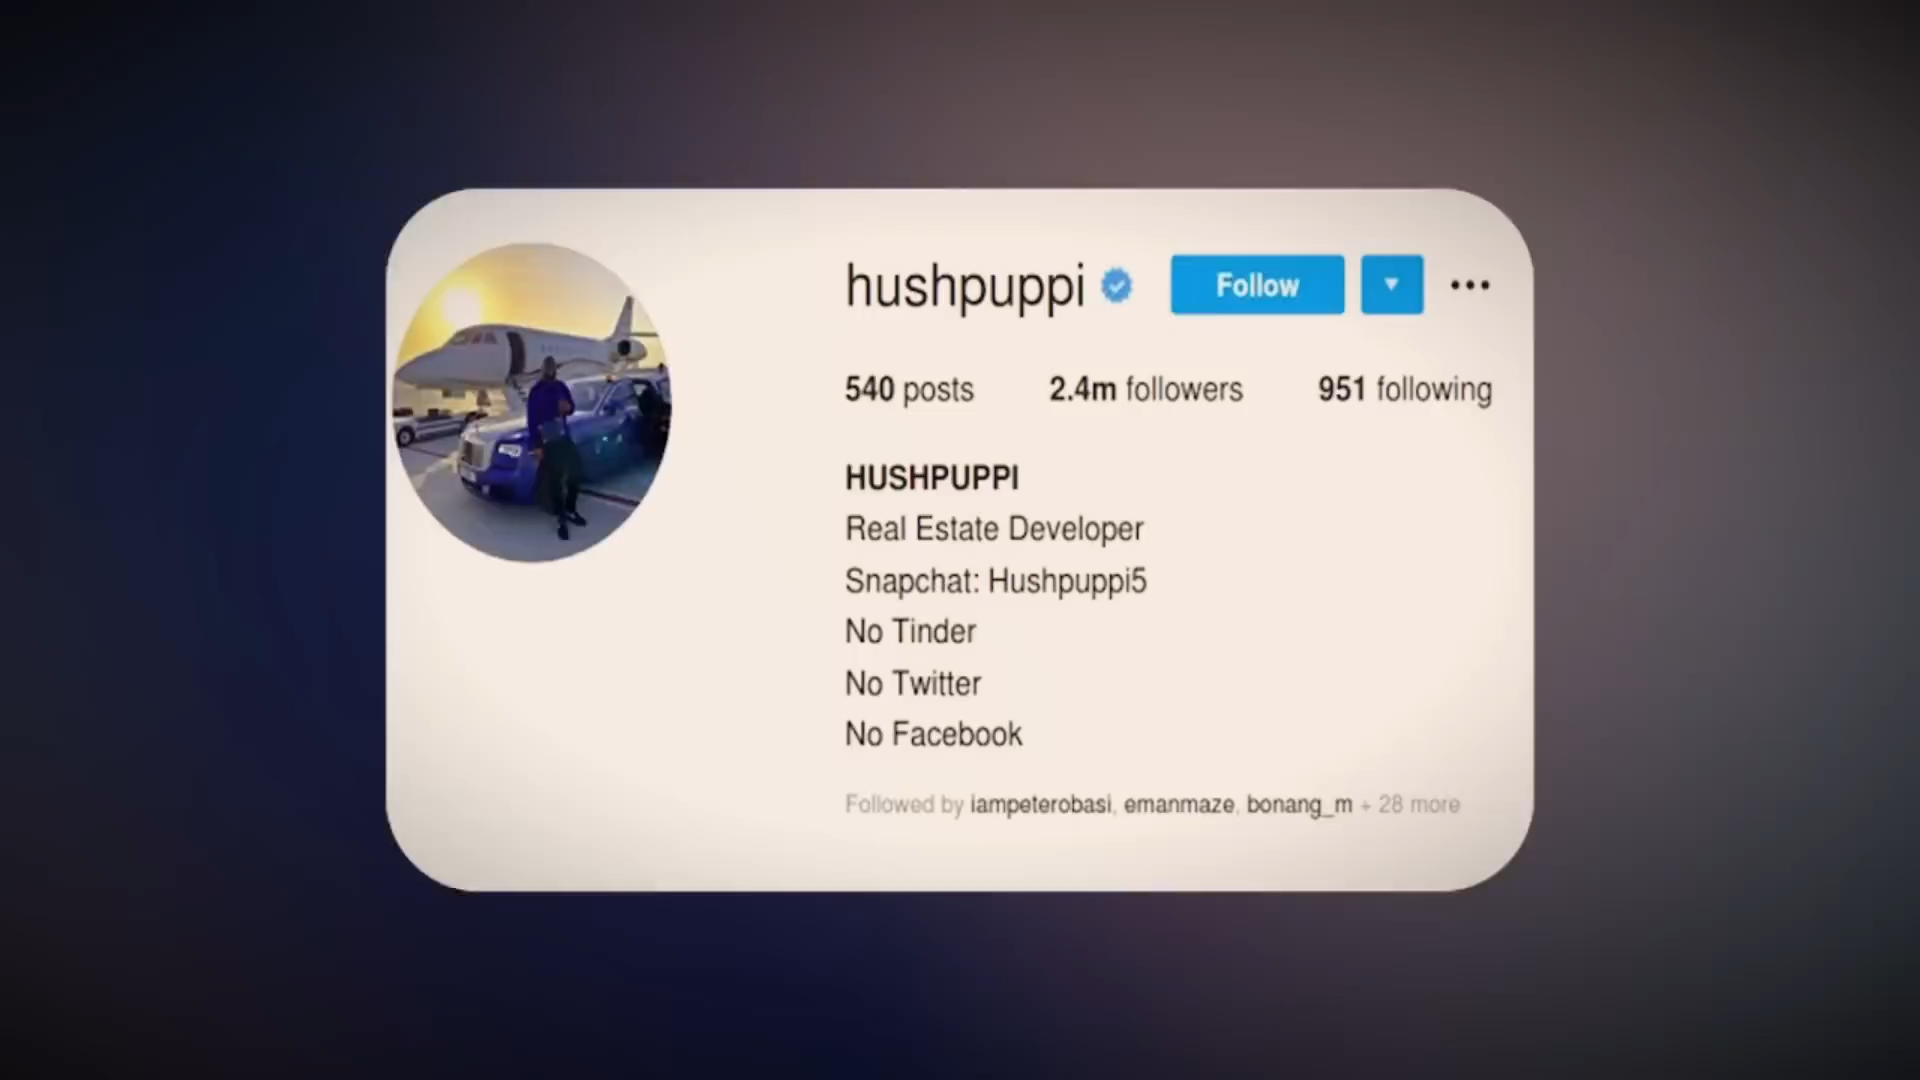 hushpuppi Follow
540 posts 2.4m followers 951 following
HUSHPUPPI
Real Estate Developer
Snapchat: Hushpuppi5
No Tinder
No Twitter
No Facebook
Followed by iampeterobasi, emanmaze, bonang_m + 28 more